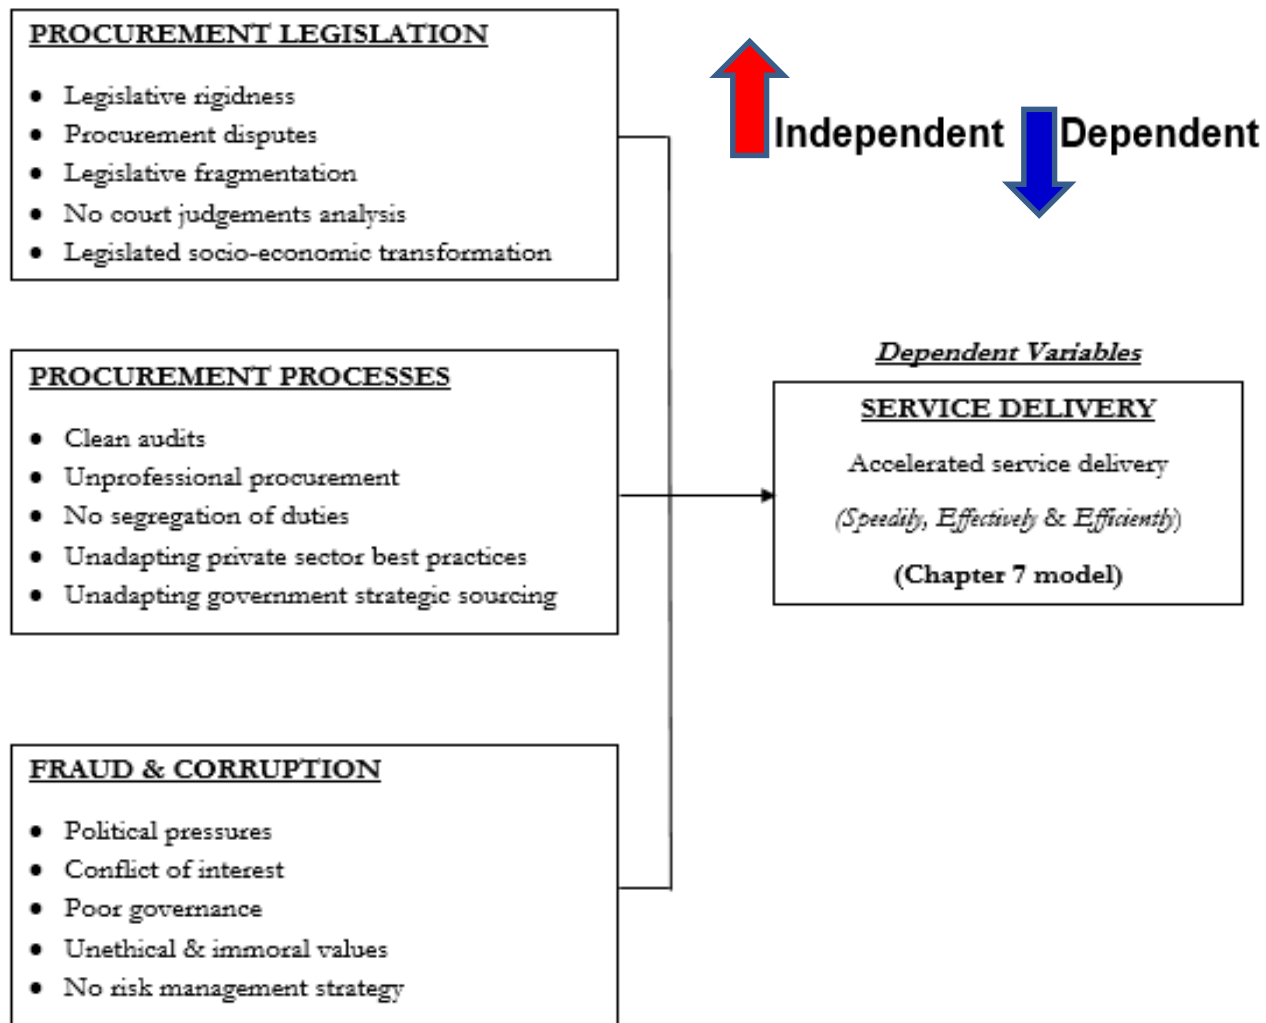 PROCUREMENT LEGISLATION
• Legislative rigidness
• Procurement disputes
• Legislative fragmentation
• No court judgements analysis
• Legislated socio-economic transformation
Independent
Dependent
PROCUREMENT PROCESSES
• Clean audits
• Unprofessional procurement
• No segregation of duties
• Unadapting private sector best practices
• Unadapting government strategic sourcing
Dependent Variables
SERVICE DELIVERY
Accelerated service delivery
(Speedily, Effectively & Efficiently)
(Chapter 7 model)
FRAUD & CORRUPTION
• Political pressures
• Conflict of interest
• Poor governance
• Unethical & immoral values
• No risk management strategy